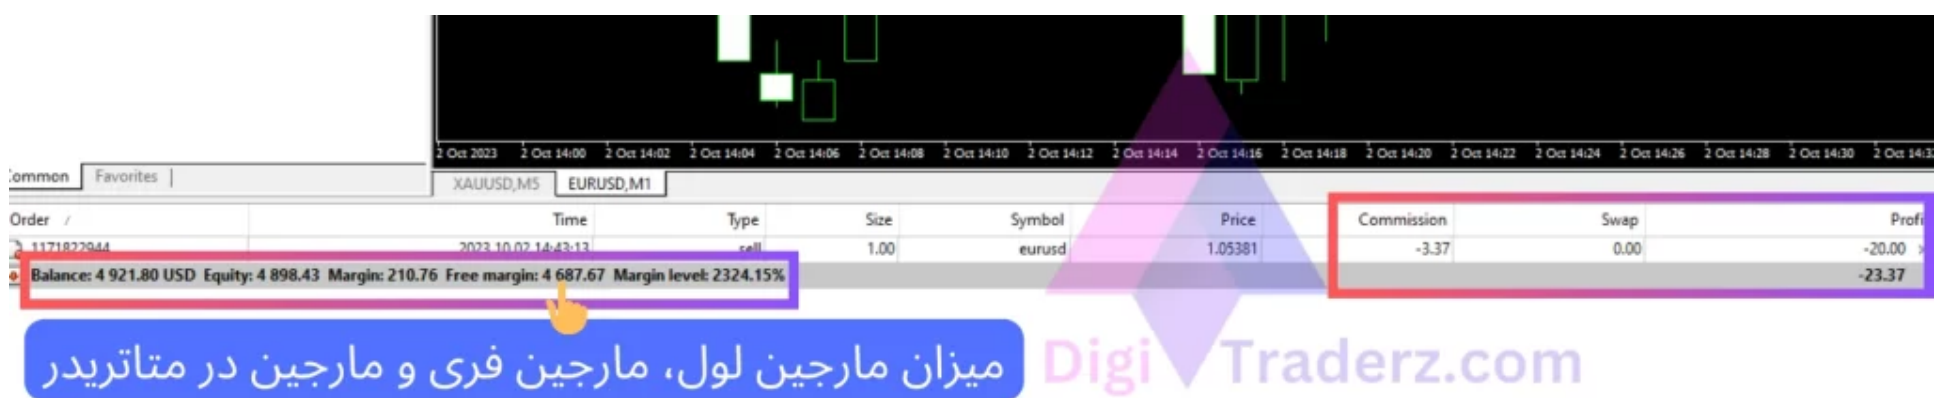 2 Oct 2023 2 Oct 14:00 2 Oct 14:02 2 Oct 14:04 2 Oct 14:06 2 Oct 14:08 2 Oct 14:10 2 Oct 14:12 2 Oct 14:14 2 Oct 14:16 2 Oct 14:18 2 Oct 14:20 2 Oct 14:22 2 Oct 14:24 2 Oct 14:26 2 Oct 14:28 2 Oct 14:30 2 Oct 14:3
ommon Favorites
XAUUSD,M5 EURUSD,M1
Order / Time Type Size Symbol Price Commission Swap Profi
1171822944 2023.10.02 14:43:13 sell 1.00 eurusd 1.05381 -3.37 0.00 -20.00
Balance: 4 921.80 USD Equity: 4 898.43 Margin: 210.76 Free margin: 4 687.67 Margin level: 2324.15% -23.37
میزان مارجین لول، مارجین فری و مارجین در متاتریدر
Digi Traderz.com